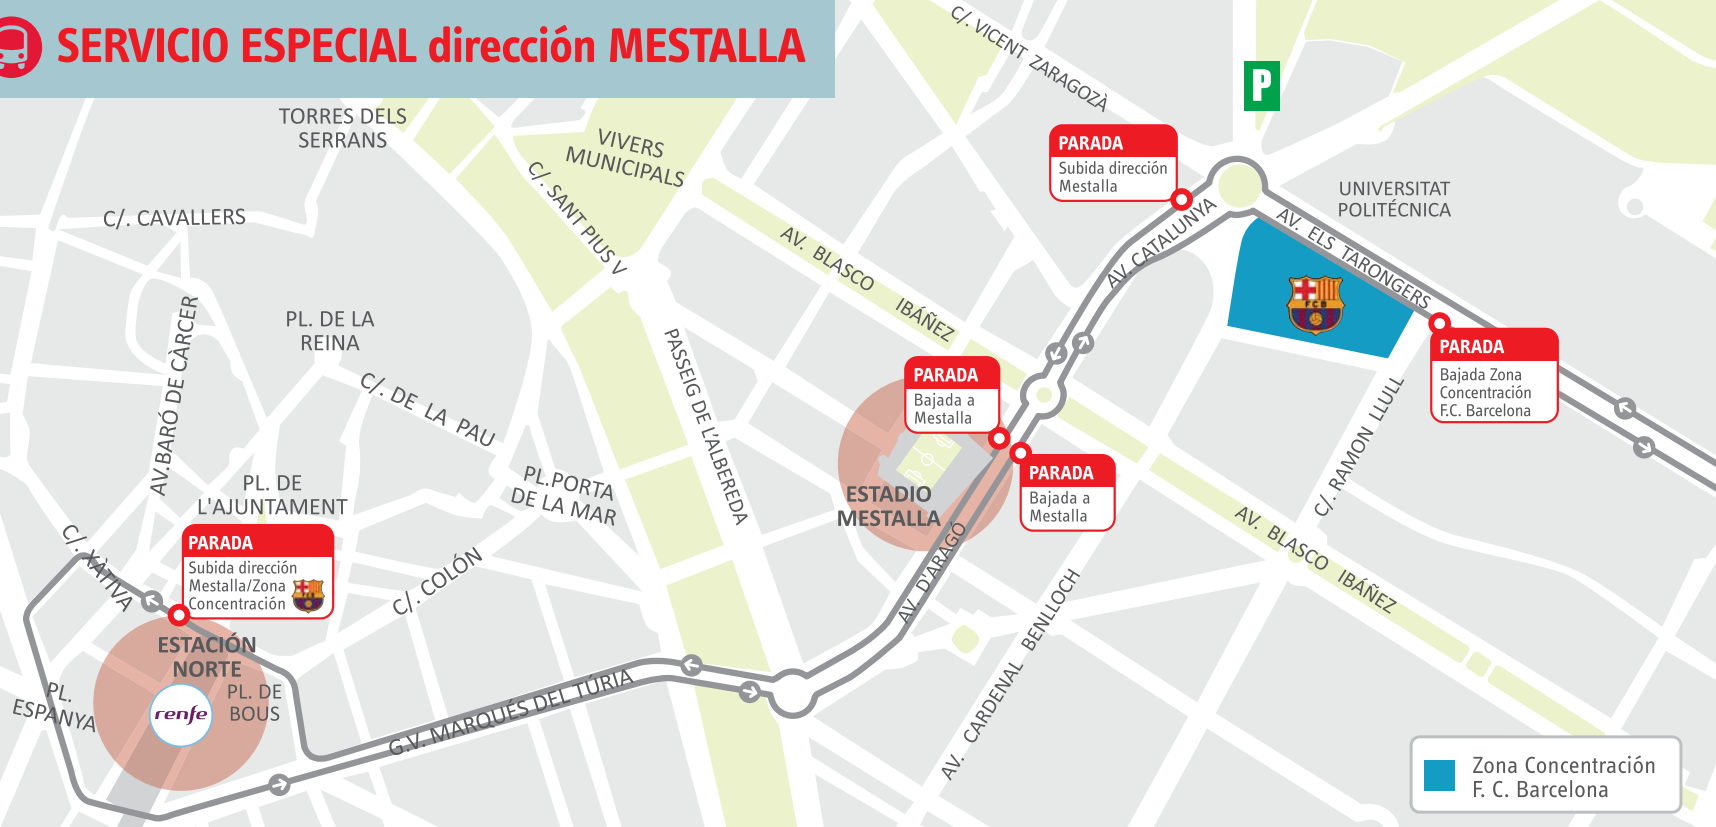 SERVICIO ESPECIAL dirección MESTALLA
C/. VICENT ZARAGOZÀ
P
TORRES DELS
SERRANS
VIVERS
MUNICIPALS
PARADA
Subida dirección
Mestalla
UNIVERSITAT
POLITÉCNICA
C/. SANT PIUS V
C/. CAVALLERS
AV. BLASCO IBÁÑEZ
AV. CATALUNYA
AV. ELS TARONGERS
FCB
PARADA
Bajada Zona
Concentración
F.C. Barcelona
PL. DE LA
REINA
AV.BARÓ DE CÀRCER
C/. DE LA PAU
PASSEIG DE L'ALBEREDA
PARADA
Bajada a
Mestalla
C/. RAMON LLULL
PARADA
Bajada a
Mestalla
ESTADIO
MESTALLA
PL.PORTA
DE LA MAR
PL. DE
L'AJUNTAMENT
C/. XÀTIVA
PARADA
Subida dirección
Mestalla/Zona
Concentración
C/. COLÓN
AV. D'ARAGÓ
AV. BLASCO IBÁÑEZ
AV. CARDENAL BENLLOCH
ESTACIÓN
NORTE
PL.
ESPANYA
renfe
PL. DE
BOUS
G.V. MARQUÉS DEL TÚRIA
Zona Concentración
F. C. Barcelona